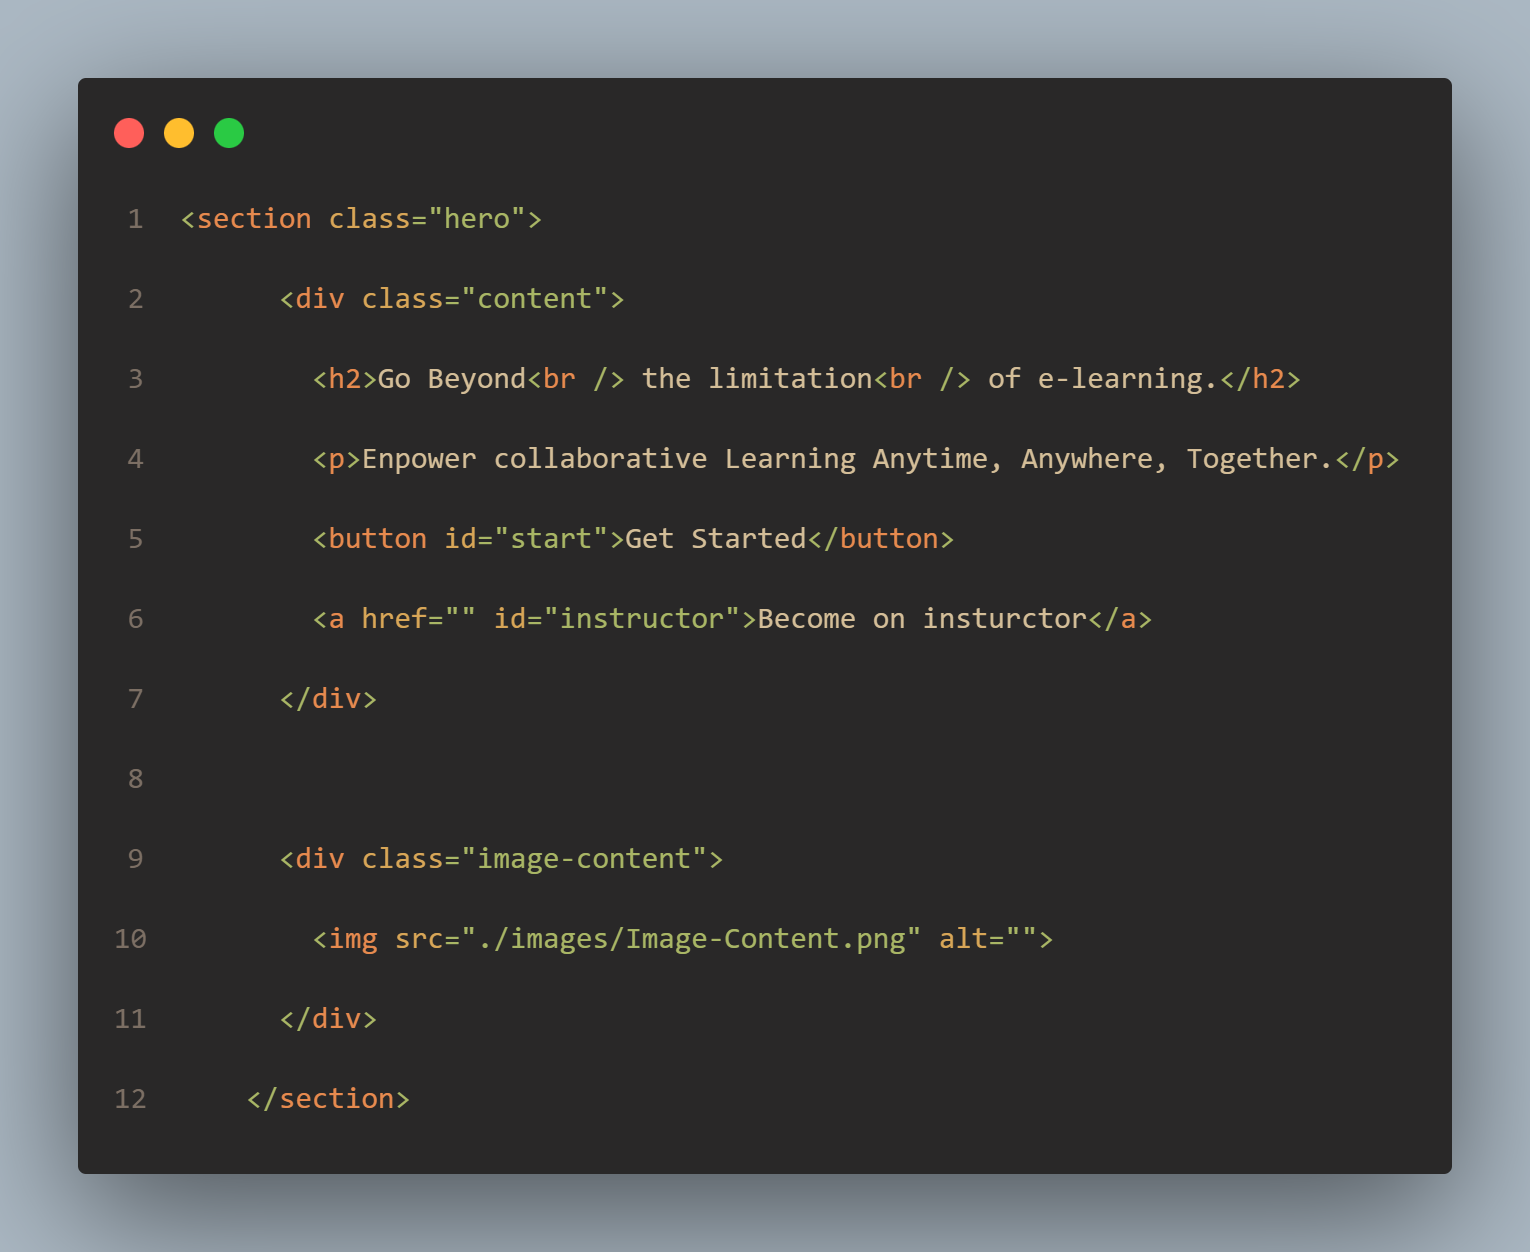 1 <section class="hero">
2       <div class="content">
3         <h2>Go Beyond<br /> the limitation<br /> of e-learning.</h2>
4         <p>Enpower collaborative Learning Anytime, Anywhere, Together.</p>
5         <button id="start">Get Started</button>
6         <a href="" id="instructor">Become on insturctor</a>
7       </div>
8
9       <div class="image-content">
10         <img src="./images/Image-Content.png" alt="">
11       </div>
12     </section>